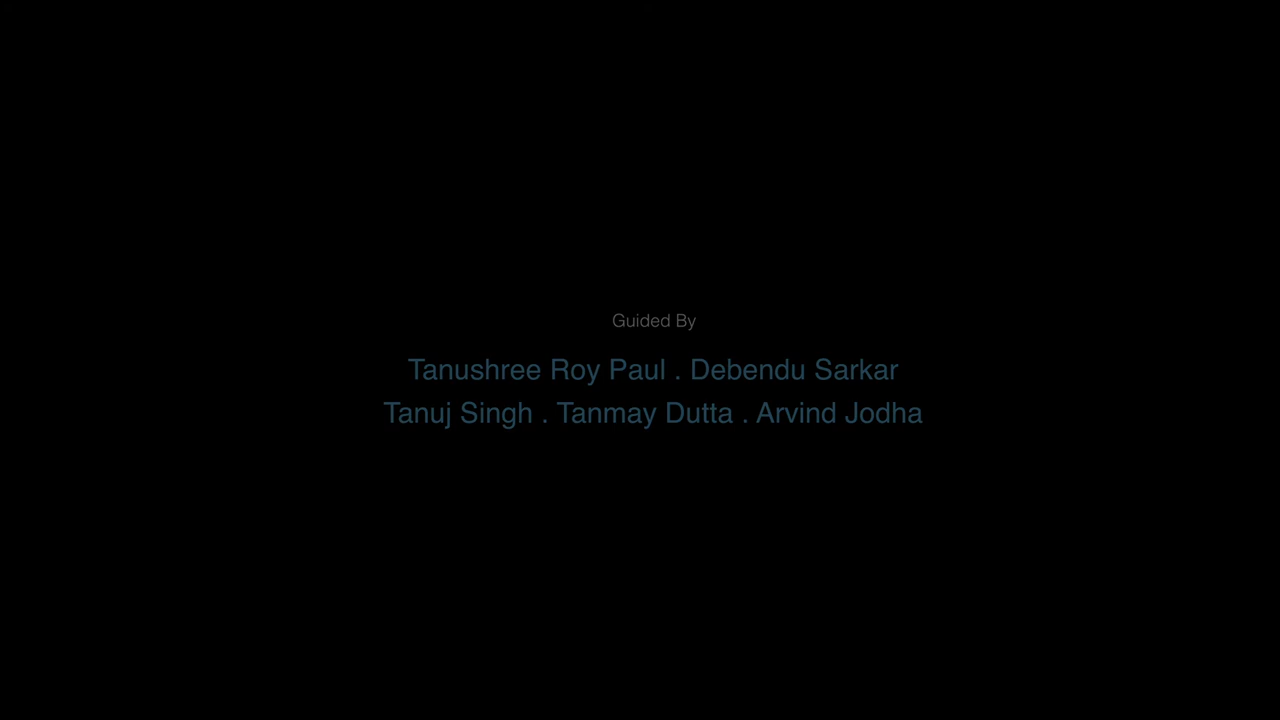 Guided By
Tanushree Roy Paul . Debendu Sarkar
Tanuj Singh . Tanmay Dutta . Arvind Jodha